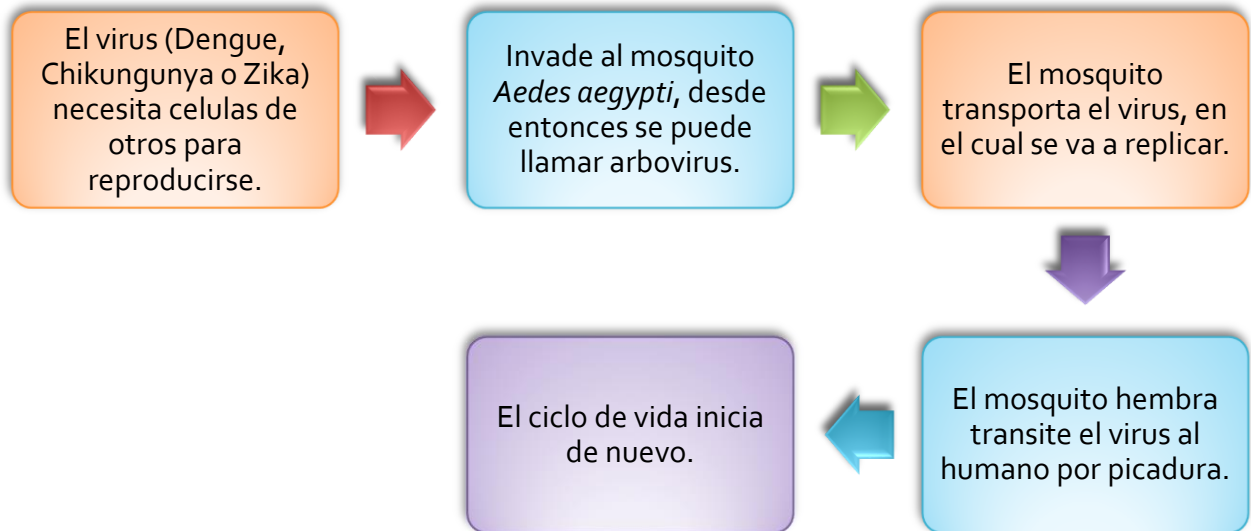 El virus (Dengue,
Chikungunya o Zika)
necesita celulas de
otros para
reproducirse.
Invade al mosquito
Aedes aegypti, desde
entonces se puede
llamar arbovirus.
El mosquito
transporta el virus, en
el cual se va a replicar.
El mosquito hembra
transite el virus al
humano por picadura.
El ciclo de vida inicia
de nuevo.